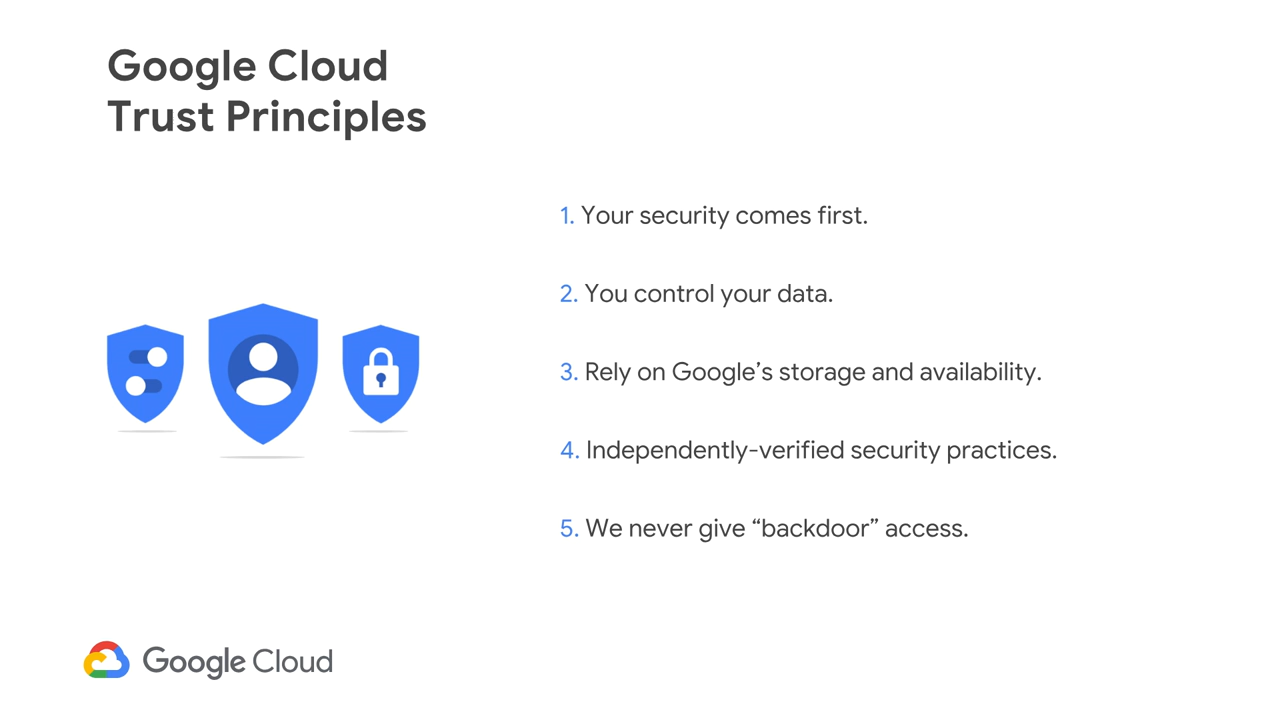 Google Cloud
Trust Principles
1. Your security comes first.
2. You control your data.
3. Rely on Google’s storage and availability.
4. Independently-verified security practices.
5. We never give “backdoor” access.
Google Cloud